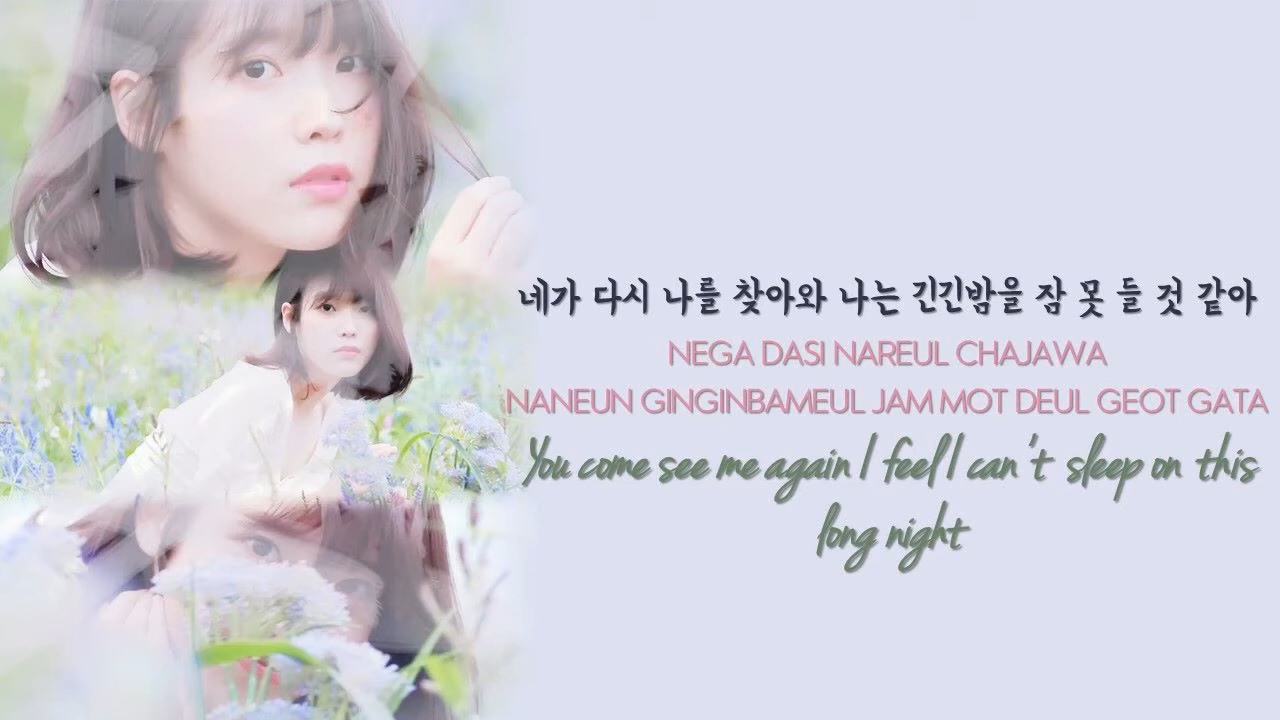 네가 다시 나를 찾아와 나는 긴긴밤을 잠 못 들 것 같아
NEGA DASI NAREUL CHAJAWA
NANEUN GINGINBAMEUL JAM MOT DEUL GEOT GATA
You come see me again I feel I can't sleep on this
long night